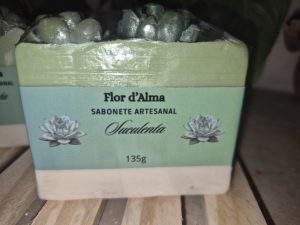 Flor d'Alma
SABONETE ARTESANAL
Suculenta
135g